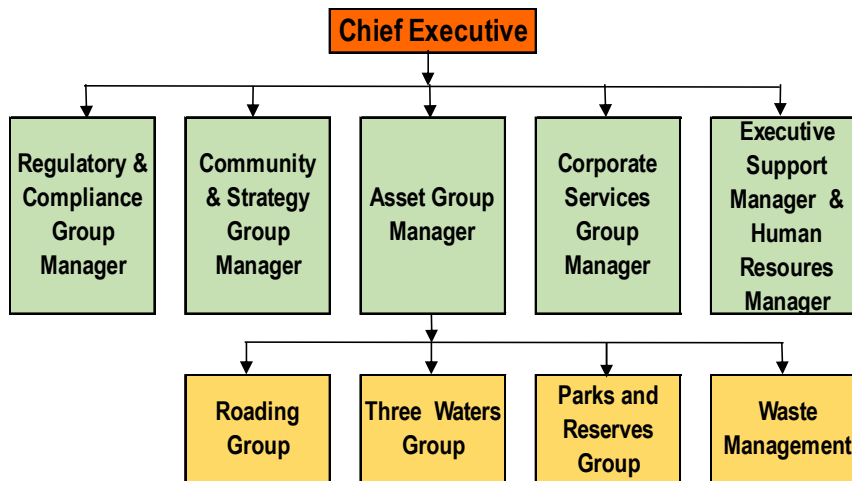 Chief Executive
Regulatory &
Compliance
Group
Manager
Community
& Strategy
Group
Manager
Asset Group
Manager
Corporate
Services
Group
Manager
Executive
Support
Manager &
Human
Resoures
Manager
Roading
Group
Three Waters
Group
Parks and
Reserves
Group
Waste
Management